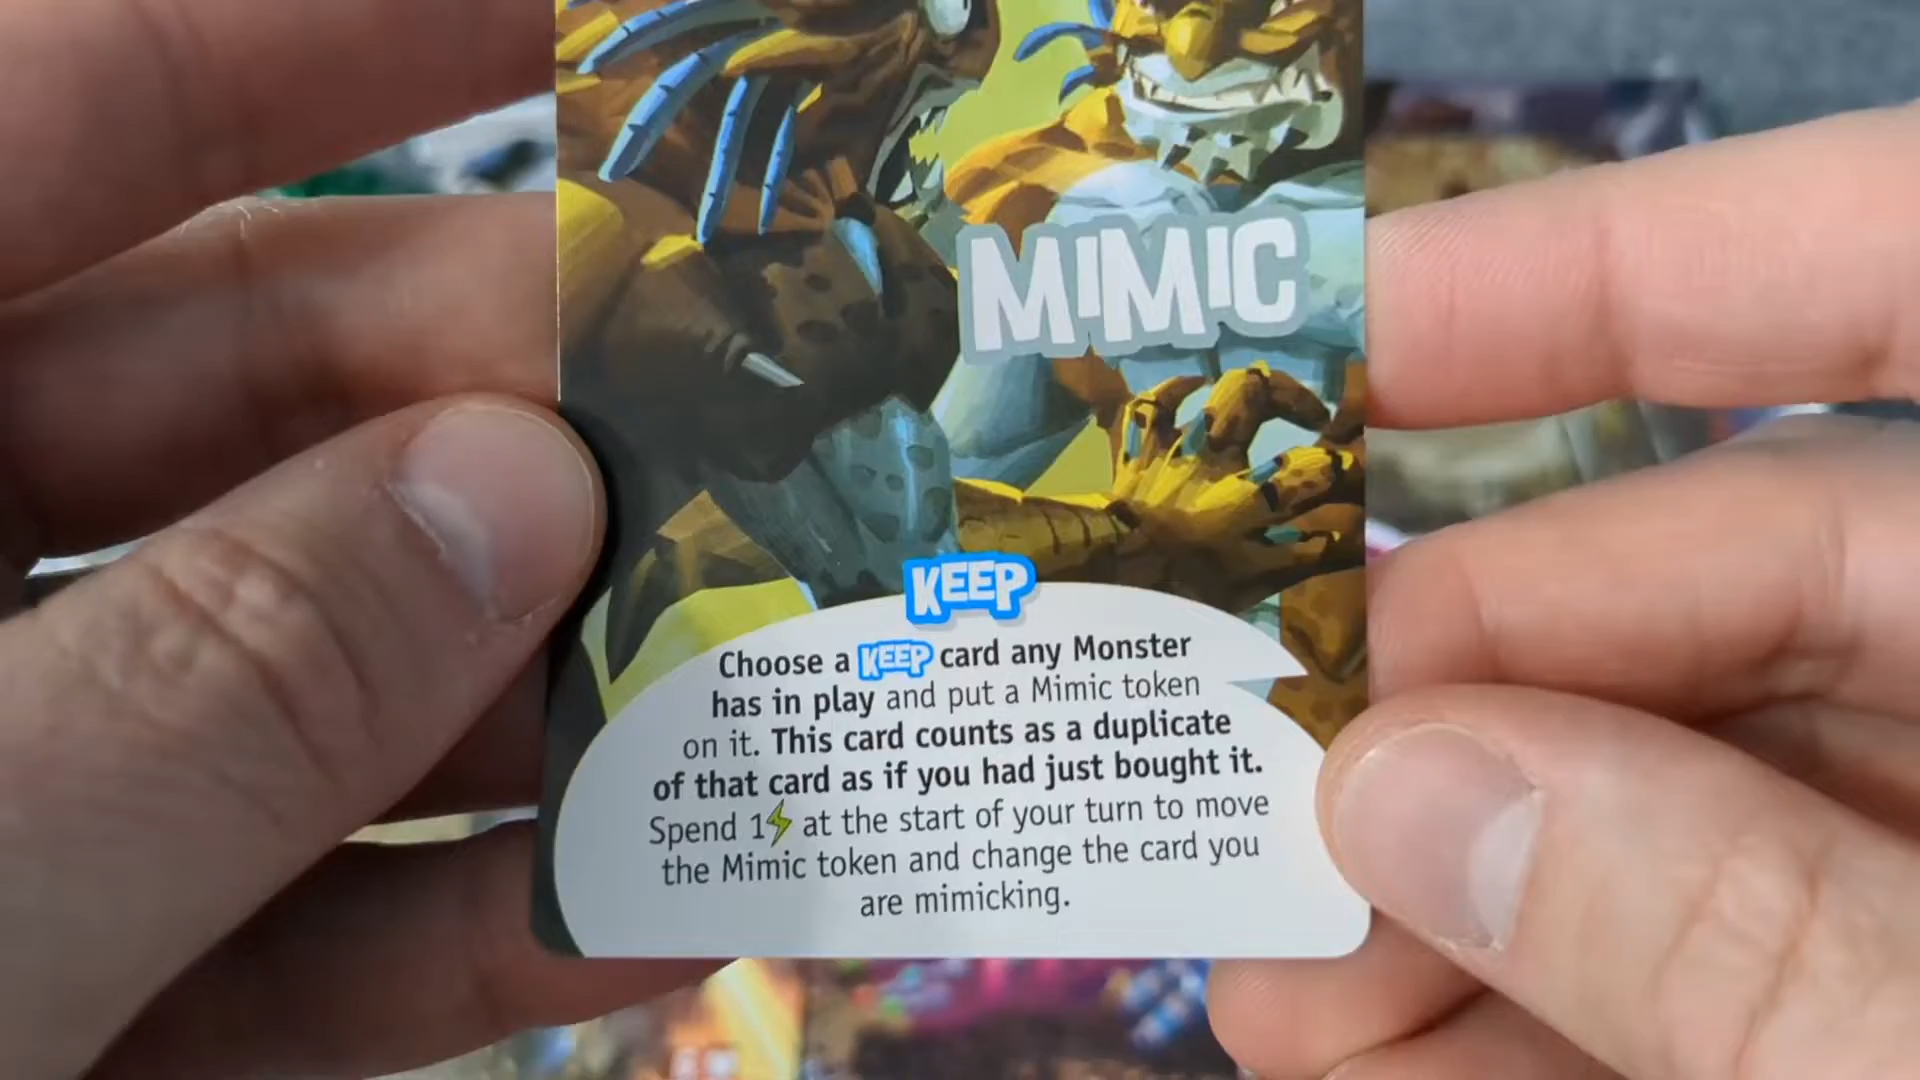 MIMIC
KEEP
Choose a KEEP card any Monster
has in play and put a Mimic token
on it. This card counts as a duplicate
of that card as if you had just bought it.
Spend 1⚡ at the start of your turn to move
the Mimic token and change the card you
are mimicking.